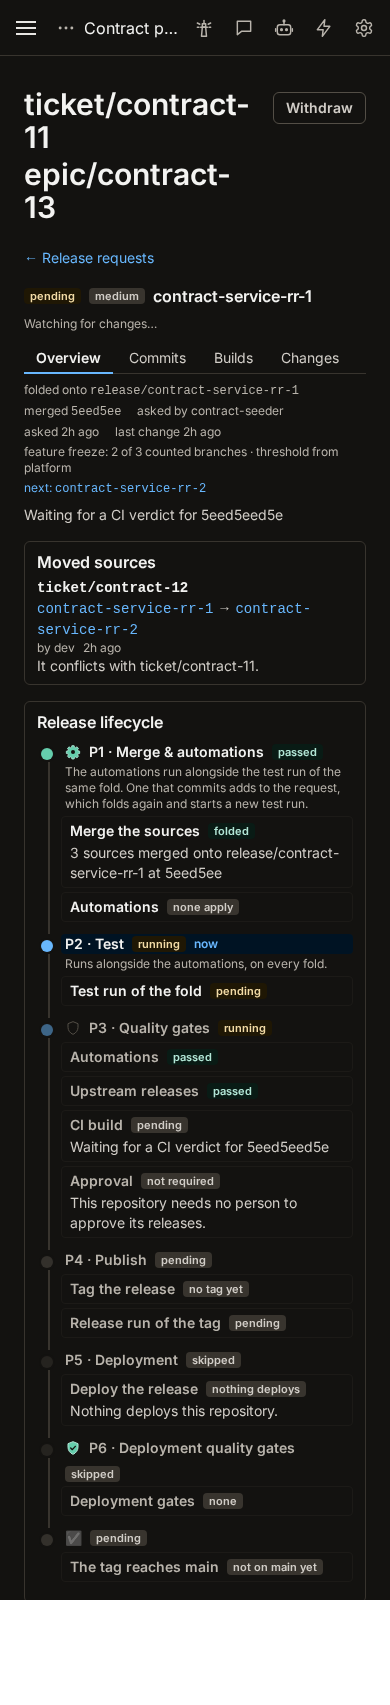 Contract p...
ticket/contract-
11
epic/contract-
13
Withdraw
← Release requests
pending medium contract-service-rr-1
Watching for changes...
Overview Commits Builds Changes
folded onto release/contract-service-rr-1
merged 5eed5ee asked by contract-seeder
asked 2h ago last change 2h ago
feature freeze: 2 of 3 counted branches · threshold from
platform
next: contract-service-rr-2
Waiting for a CI verdict for 5eed5eed5e
Moved sources
ticket/contract-12
contract-service-rr-1 → contract-
service-rr-2
by dev 2h ago
It conflicts with ticket/contract-11.
Release lifecycle
P1 · Merge & automations passed
The automations run alongside the test run of the
same fold. One that commits adds to the request,
which folds again and starts a new test run.
Merge the sources folded
3 sources merged onto release/contract-
service-rr-1 at 5eed5ee
Automations none apply
P2 · Test running now
Runs alongside the automations, on every fold.
Test run of the fold pending
P3 · Quality gates running
Automations passed
Upstream releases passed
CI build pending
Waiting for a CI verdict for 5eed5eed5e
Approval not required
This repository needs no person to
approve its releases.
P4 · Publish pending
Tag the release no tag yet
Release run of the tag pending
P5 · Deployment skipped
Deploy the release nothing deploys
Nothing deploys this repository.
P6 · Deployment quality gates
skipped
Deployment gates none
pending
The tag reaches main not on main yet